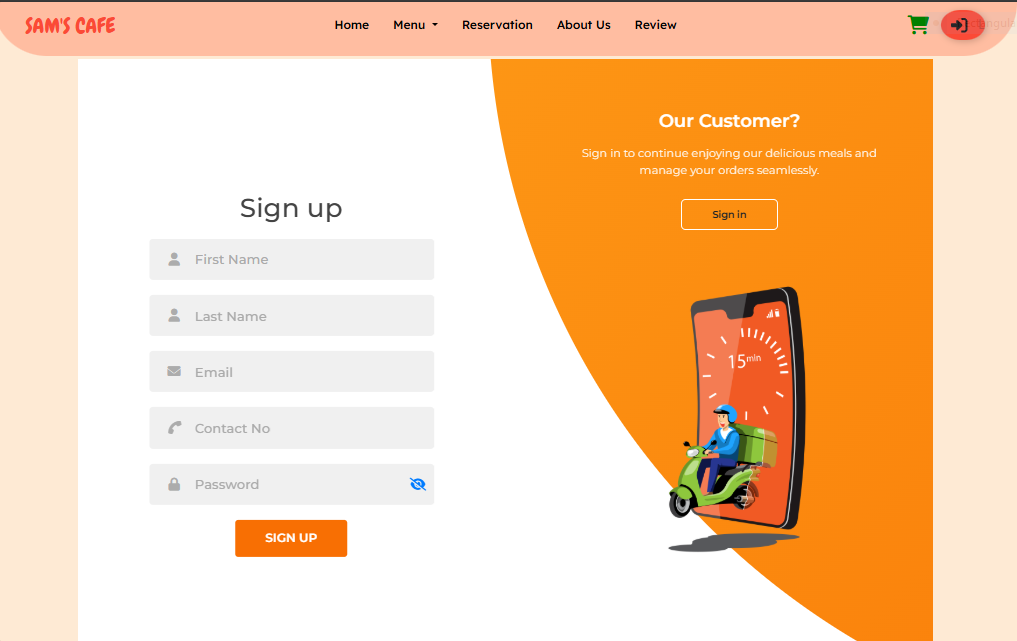 SAM'S CAFE
Home
Menu
Reservation
About Us
Review
Our Customer?
Sign in to continue enjoying our delicious meals and
manage your orders seamlessly.
Sign in
Sign up
First Name
Last Name
Email
Contact No
Password
SIGN UP
15min